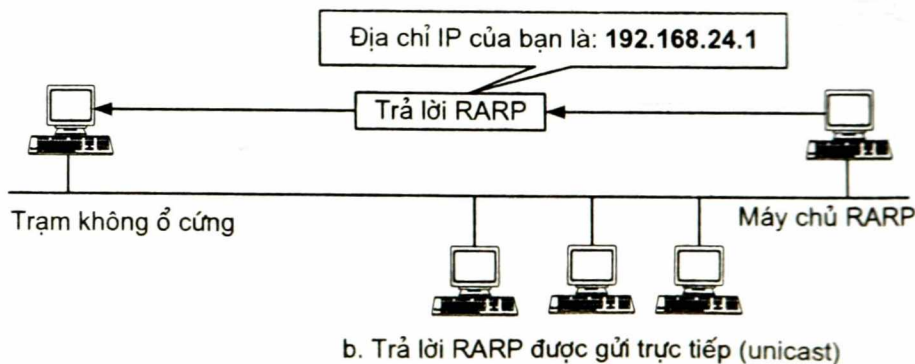 Địa chỉ IP của bạn là: 192.168.24.1
Trả lời RARP
Trạm không ổ cứng
Máy chủ RARP
b. Trả lời RARP được gửi trực tiếp (unicast)